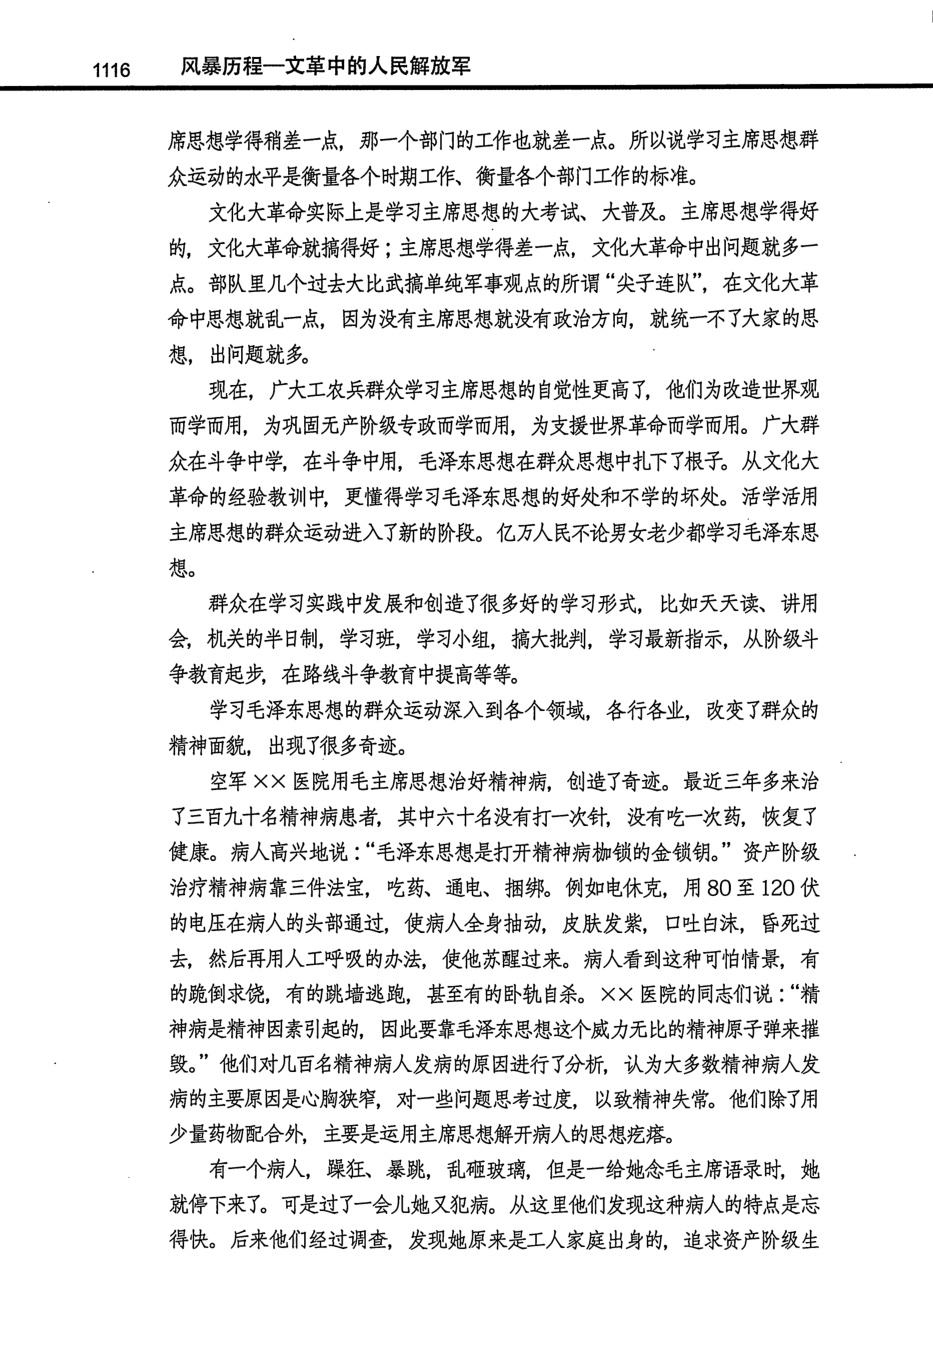 1116 风暴历程—文革中的人民解放军
席思想学得稍差一点，那一个部门的工作也就差一点。所以说学习主席思想群
众运动的水平是衡量各个时期工作、衡量各个部门工作的标准。
文化大革命实际上是学习主席思想的大考试、大普及。主席思想学得好
的，文化大革命就搞得好；主席思想学得差一点，文化大革命中出问题就多一
点。部队里几个过去大比武搞单纯军事观点的所谓“尖子连队”，在文化大革
命中思想就乱一点，因为没有主席思想就没有政治方向，就统一不了大家的思
想，出问题就多。
现在，广大工农兵群众学习主席思想的自觉性更高了，他们为改造世界观
而学而用，为巩固无产阶级专政而学而用，为支援世界革命而学而用。广大群
众在斗争中学，在斗争中用，毛泽东思想在群众思想中扎下了根子。从文化大
革命的经验教训中，更懂得学习毛泽东思想的好处和不学的坏处。活学活用
主席思想的群众运动进入了新的阶段。亿万人民不论男女老少都学习毛泽东思
想。
群众在学习实践中发展和创造了很多好的学习形式，比如天天读、讲用
会，机关的半日制，学习班，学习小组，搞大批判，学习最新指示，从阶级斗
争教育起步，在路线斗争教育中提高等等。
学习毛泽东思想的群众运动深入到各个领域，各行各业，改变了群众的
精神面貌，出现了很多奇迹。
空军××医院用毛主席思想治好精神病，创造了奇迹。最近三年多来治
了三百九十名精神病患者，其中六十名没有打一次针，没有吃一次药，恢复了
健康。病人高兴地说：“毛泽东思想是打开精神病枷锁的金锁钥。”资产阶级
治疗精神病靠三件法宝，吃药、通电、捆绑。例如电休克，用80至120伏
的电压在病人的头部通过，使病人全身抽动，皮肤发紫，口吐白沫，昏死过
去，然后再用人工呼吸的办法，使他苏醒过来。病人看到这种可怕情景，有
的跪倒求饶，有的跳墙逃跑，甚至有的卧轨自杀。××医院的同志们说：“精
神病是精神因素引起的，因此要靠毛泽东思想这个威力无比的精神原子弹来摧
毁。”他们对几百名精神病人发病的原因进行了分析，认为大多数精神病人发
病的主要原因是心胸狭窄，对一些问题思考过度，以致精神失常。他们除了用
少量药物配合外，主要是运用主席思想解开病人的思想疙瘩。
有一个病人，躁狂、暴跳，乱砸玻璃，但是一给她念毛主席语录时，她
就停下来了。可是过了一会儿她又犯病。从这里他们发现这种病人的特点是忘
得快。后来他们经过调查，发现她原来是工人家庭出身的，追求资产阶级生